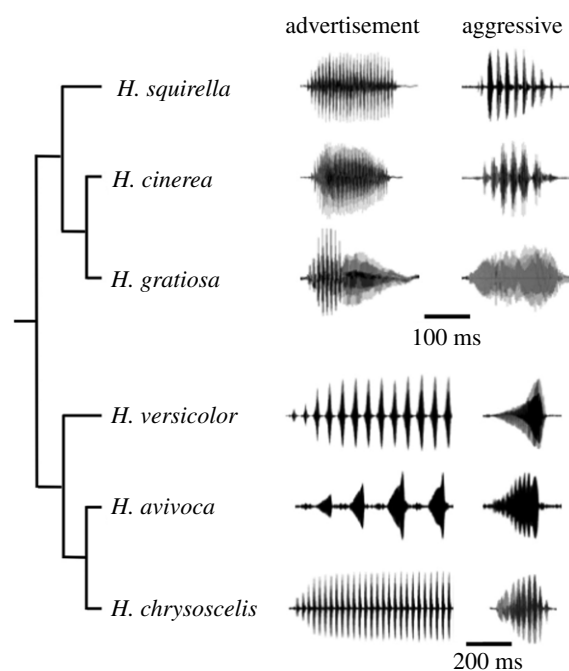 advertisement aggressive
H. squirella
H. cinerea
H. gratiosa
100 ms
H. versicolor
H. avivoca
H. chrysoscelis
200 ms